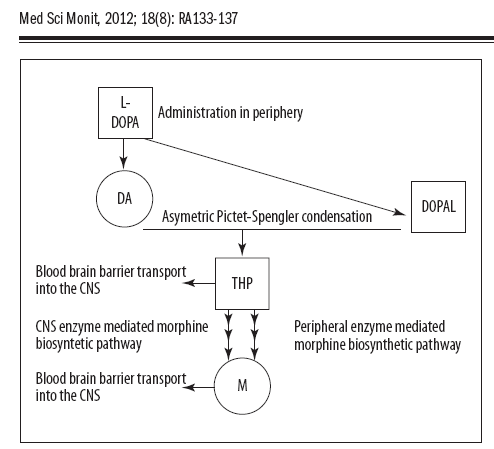 Med Sci Monit, 2012; 18(8): RA133-137
L-
DOPA
Administration in periphery
DA
DOPAL
Asymetric Pictet-Spengler condensation
Blood brain barrier transport
into the CNS
THP
CNS enzyme mediated morphine
biosyntetic pathway
Peripheral enzyme mediated
morphine biosynthetic pathway
Blood brain barrier transport
into the CNS
M